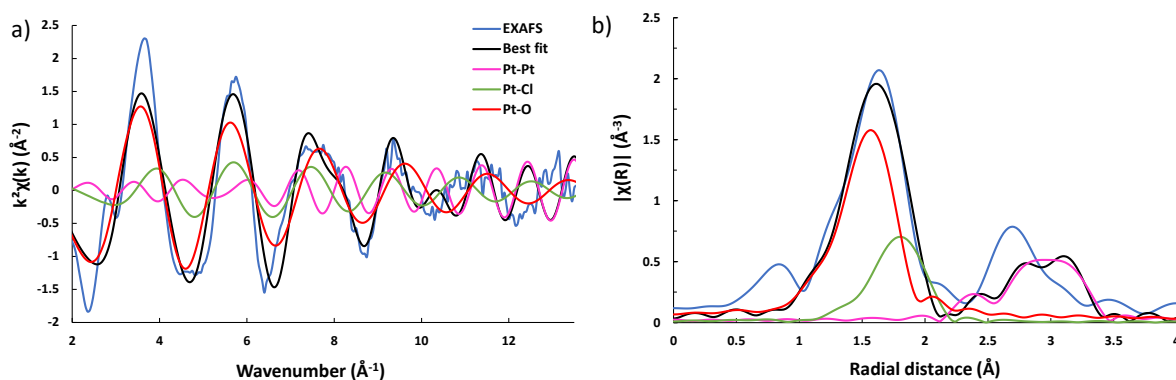 a)
k²χ(k) (Å⁻²)
2.5
2
1.5
1
0.5
0
-0.5
-1
-1.5
-2
2
4
6
8
10
12
Wavenumber (Å⁻¹)
EXAFS
Best fit
Pt-Pt
Pt-Cl
Pt-O
b)
|χ(R)| (Å⁻³)
2.5
2
1.5
1
0.5
0
0
0.5
1
1.5
2
2.5
3
3.5
4
Radial distance (Å)